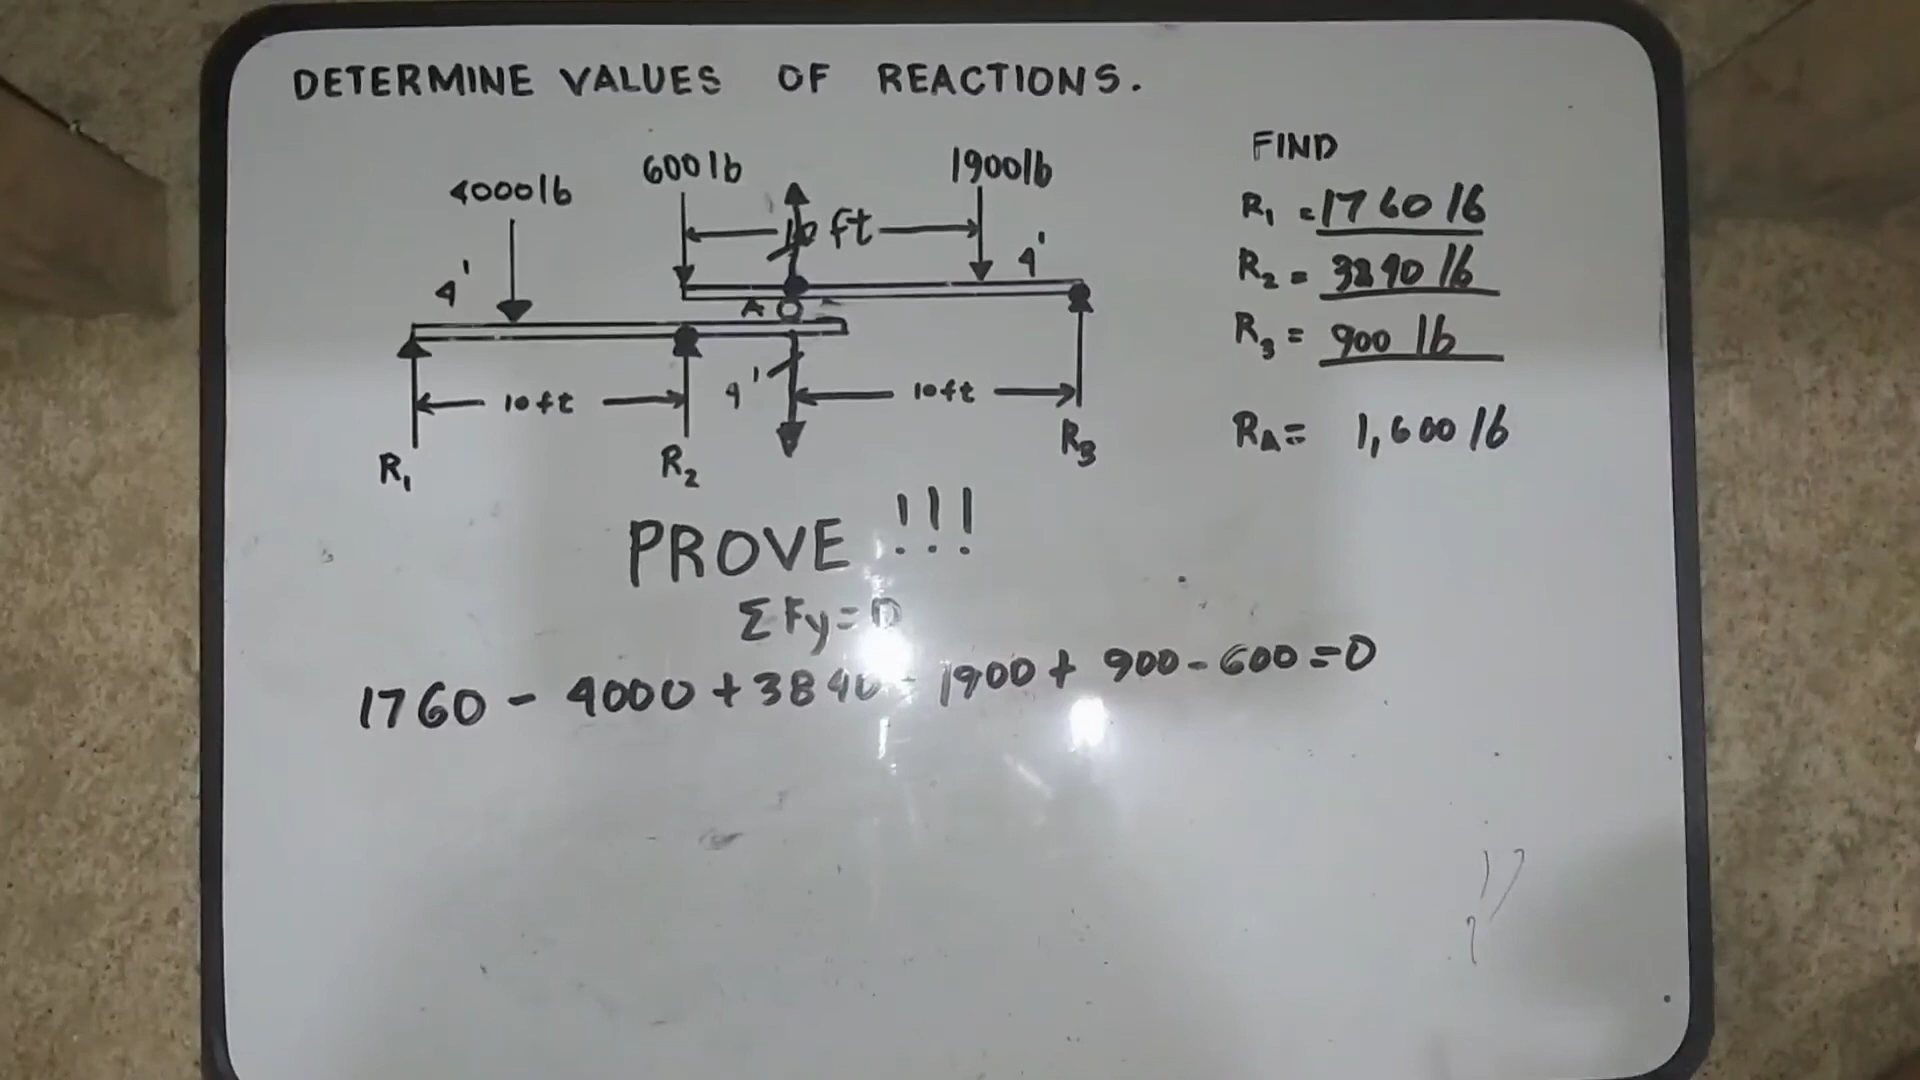 DETERMINE VALUES OF REACTIONS.
4000lb
600lb
1900lb
10 ft
4'
4'
A
10ft
4'
10ft
R₁
R₂
R₃
FIND
R₁ = 1760 lb
R₂ = 3840 lb
R₃ = 900 lb
RA = 1,600 lb
PROVE !!!
ΣFy=0
1760 - 4000 + 3840 - 1900 + 900 - 600 = 0